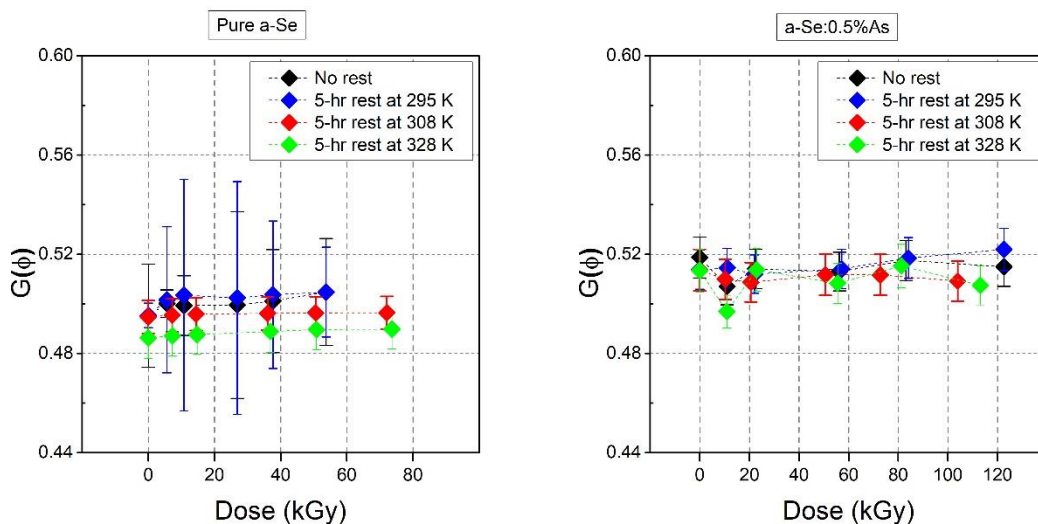 Pure a-Se
0.60
0.56
0.52
0.48
0.44
G(ϕ)
No rest
5-hr rest at 295 K
5-hr rest at 308 K
5-hr rest at 328 K
0 20 40 60 80
Dose (kGy)
a-Se:0.5%As
0.60
0.56
0.52
0.48
0.44
G(ϕ)
No rest
5-hr rest at 295 K
5-hr rest at 308 K
5-hr rest at 328 K
0 20 40 60 80 100 120
Dose (kGy)